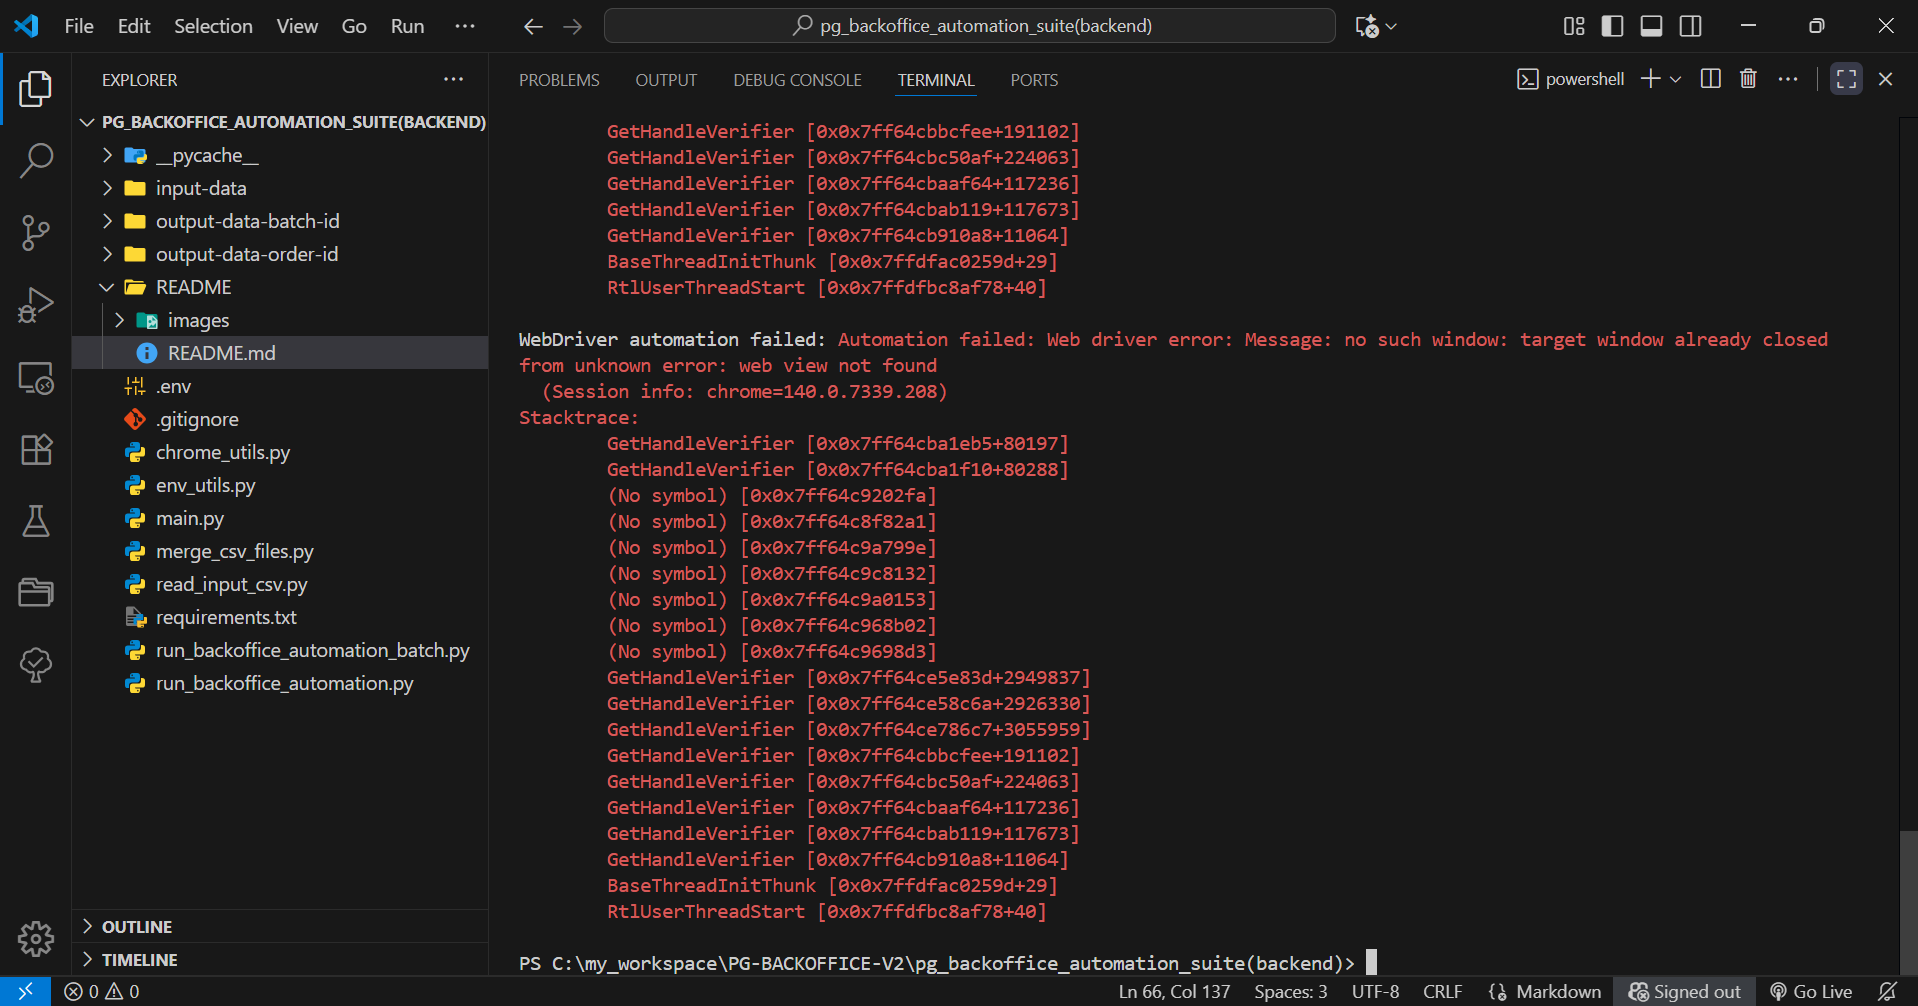 File Edit Selection View Go Run ···
pg_backoffice_automation_suite(backend)
EXPLORER
PG_BACKOFFICE_AUTOMATION_SUITE(BACKEND)
__pycache__
input-data
output-data-batch-id
output-data-order-id
README
images
README.md
.env
.gitignore
chrome_utils.py
env_utils.py
main.py
merge_csv_files.py
read_input_csv.py
requirements.txt
run_backoffice_automation_batch.py
run_backoffice_automation.py
OUTLINE
TIMELINE
PROBLEMS OUTPUT DEBUG CONSOLE TERMINAL PORTS
powershell
GetHandleVerifier [0x0x7ff64cbbcfee+191102]
GetHandleVerifier [0x0x7ff64cbc50af+224063]
GetHandleVerifier [0x0x7ff64cbaaf64+117236]
GetHandleVerifier [0x0x7ff64cbab119+117673]
GetHandleVerifier [0x0x7ff64cb910a8+11064]
BaseThreadInitThunk [0x0x7ffdfac0259d+29]
RtlUserThreadStart [0x0x7ffdfbc8af78+40]
WebDriver automation failed: Automation failed: Web driver error: Message: no such window: target window already closed
from unknown error: web view not found
(Session info: chrome=140.0.7339.208)
Stacktrace:
GetHandleVerifier [0x0x7ff64cba1eb5+80197]
GetHandleVerifier [0x0x7ff64cba1f10+80288]
(No symbol) [0x0x7ff64c9202fa]
(No symbol) [0x0x7ff64c8f82a1]
(No symbol) [0x0x7ff64c9a799e]
(No symbol) [0x0x7ff64c9c8132]
(No symbol) [0x0x7ff64c9a0153]
(No symbol) [0x0x7ff64c968b02]
(No symbol) [0x0x7ff64c9698d3]
GetHandleVerifier [0x0x7ff64ce5e83d+2949837]
GetHandleVerifier [0x0x7ff64ce58c6a+2926330]
GetHandleVerifier [0x0x7ff64ce786c7+3055959]
GetHandleVerifier [0x0x7ff64cbbcfee+191102]
GetHandleVerifier [0x0x7ff64cbc50af+224063]
GetHandleVerifier [0x0x7ff64cbaaf64+117236]
GetHandleVerifier [0x0x7ff64cbab119+117673]
GetHandleVerifier [0x0x7ff64cb910a8+11064]
BaseThreadInitThunk [0x0x7ffdfac0259d+29]
RtlUserThreadStart [0x0x7ffdfbc8af78+40]
PS C:\my_workspace\PG-BACKOFFICE-V2\pg_backoffice_automation_suite(backend)>
0 0 Ln 66, Col 137 Spaces: 3 UTF-8 CRLF Markdown Signed out Go Live